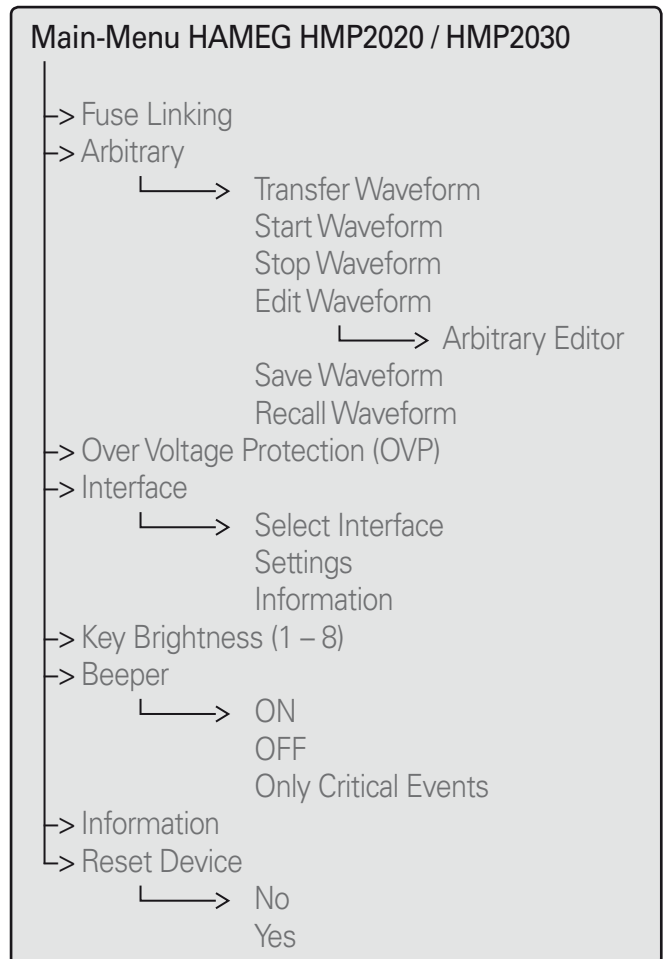 Main-Menu HAMEG HMP2020 / HMP2030
-> Fuse Linking
-> Arbitrary
Transfer Waveform
Start Waveform
Stop Waveform
Edit Waveform
Arbitrary Editor
Save Waveform
Recall Waveform
-> Over Voltage Protection (OVP)
-> Interface
Select Interface
Settings
Information
-> Key Brightness (1 – 8)
-> Beeper
ON
OFF
Only Critical Events
-> Information
-> Reset Device
No
Yes